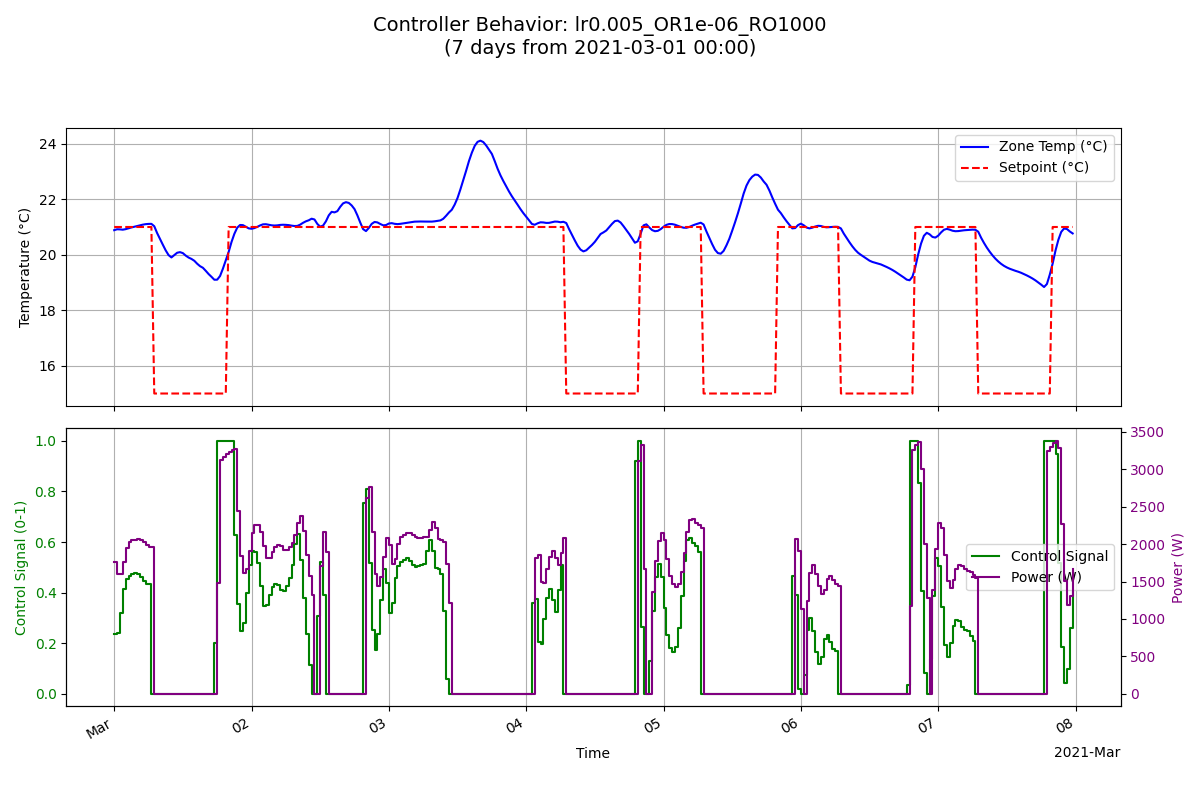 Controller Behavior: lr0.005_OR1e-06_RO1000
(7 days from 2021-03-01 00:00)
24
22
20
18
16
Temperature (°C)
Zone Temp (°C)
Setpoint (°C)
1.0
0.8
0.6
0.4
0.2
0.0
Control Signal (0-1)
Control Signal
Power (W)
3500
3000
2500
2000
1500
1000
500
0
Power (W)
Mar
02
03
04
05
06
07
08
Time
2021-Mar